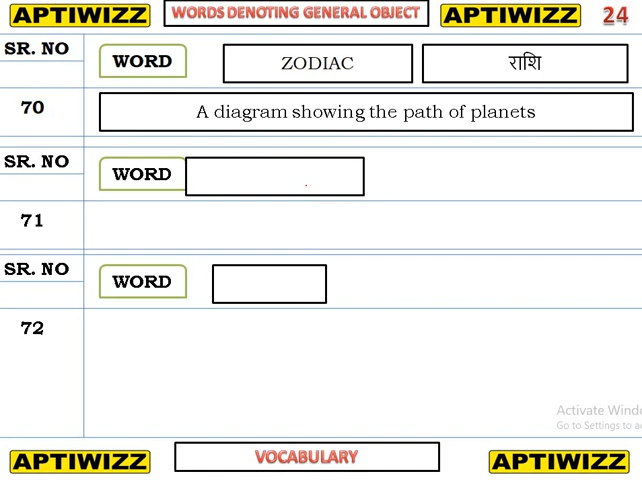 APTIWIZZ WORDS DENOTING GENERAL OBJECT APTIWIZZ 24
SR. NO WORD ZODIAC राशि
70 A diagram showing the path of planets
SR. NO WORD
71
SR. NO WORD
72
Activate Windo
Go to Settings to a
APTIWIZZ VOCABULARY APTIWIZZ